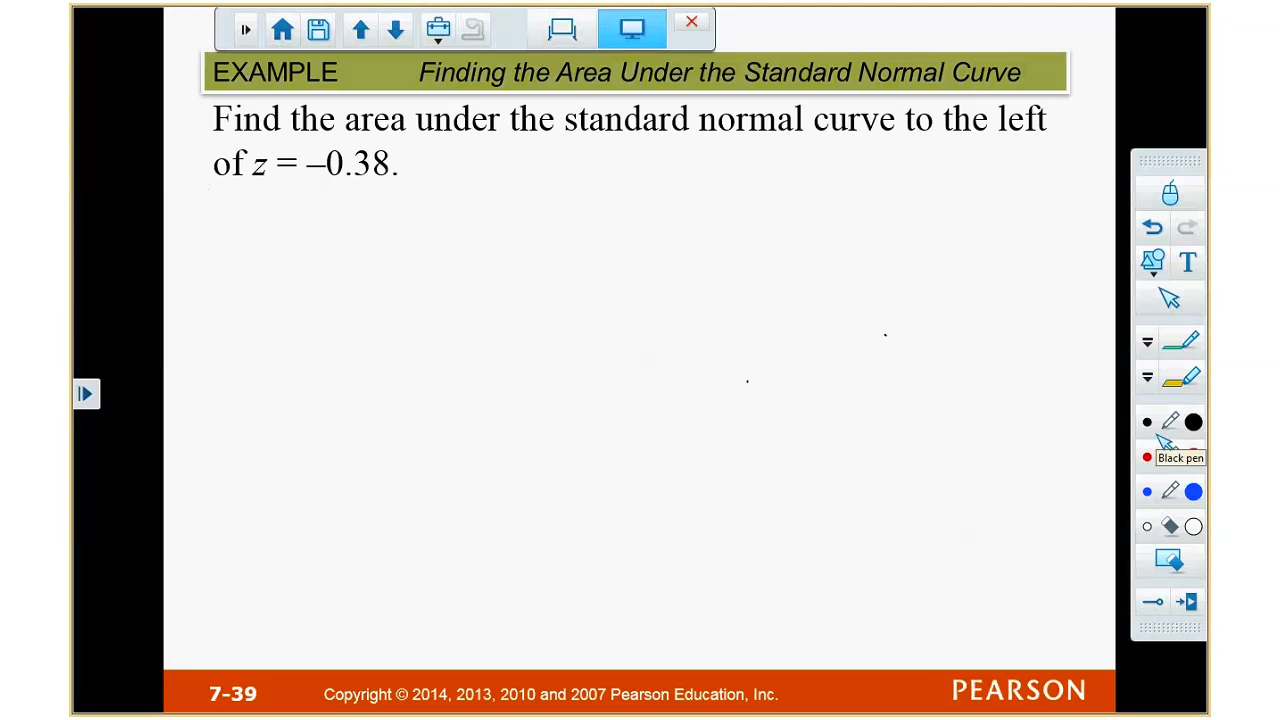 EXAMPLE Finding the Area Under the Standard Normal Curve
Find the area under the standard normal curve to the left
of z = –0.38.
T
Black pen
7-39 Copyright © 2014, 2013, 2010 and 2007 Pearson Education, Inc. PEARSON